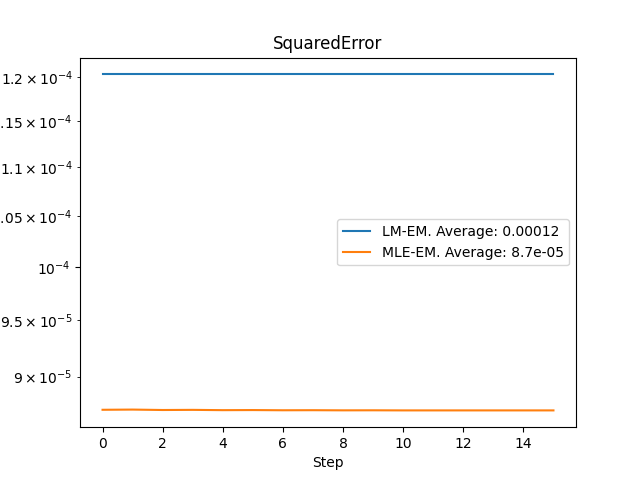 SquaredError
1.2 × 10⁻⁴
.15 × 10⁻⁴
1.1 × 10⁻⁴
.05 × 10⁻⁴
10⁻⁴
9.5 × 10⁻⁵
9 × 10⁻⁵
LM-EM. Average: 0.00012
MLE-EM. Average: 8.7e-05
0 2 4 6 8 10 12 14
Step